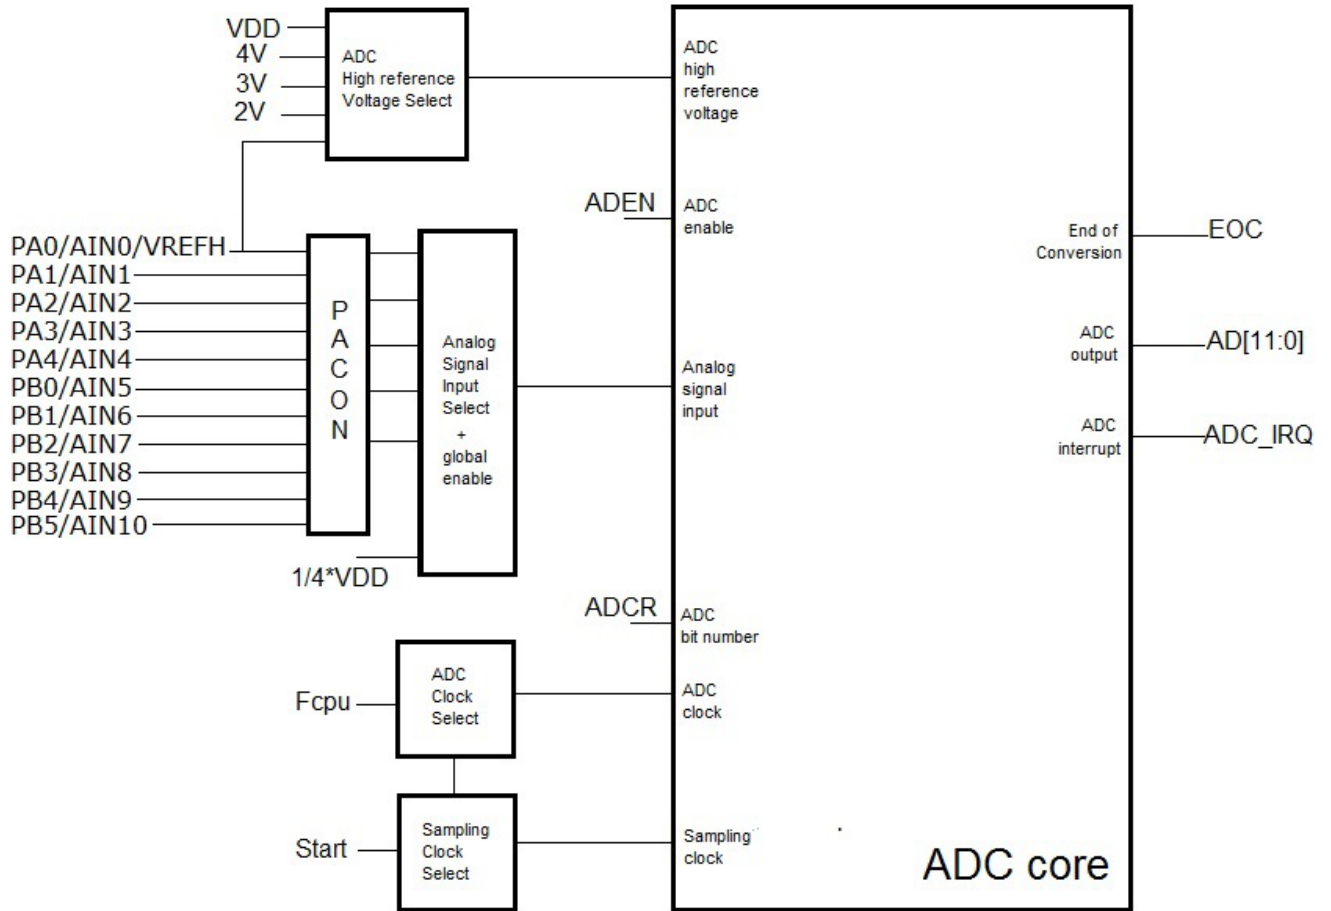 VDD
4V
3V
2V
ADC
High reference
Voltage Select
ADC
high
reference
voltage
ADEN
ADC
enable
PA0/AIN0/VREFH
PA1/AIN1
PA2/AIN2
PA3/AIN3
PA4/AIN4
PB0/AIN5
PB1/AIN6
PB2/AIN7
PB3/AIN8
PB4/AIN9
PB5/AIN10
P
A
C
O
N
Analog
Signal
Input
Select
+
global
enable
1/4*VDD
Analog
signal
input
End of
Conversion
EOC
ADC
output
AD[11:0]
ADC
interrupt
ADC_IRQ
ADCR
ADC
bit number
Fcpu
ADC
Clock
Select
ADC
clock
Start
Sampling
Clock
Select
Sampling
clock
ADC core